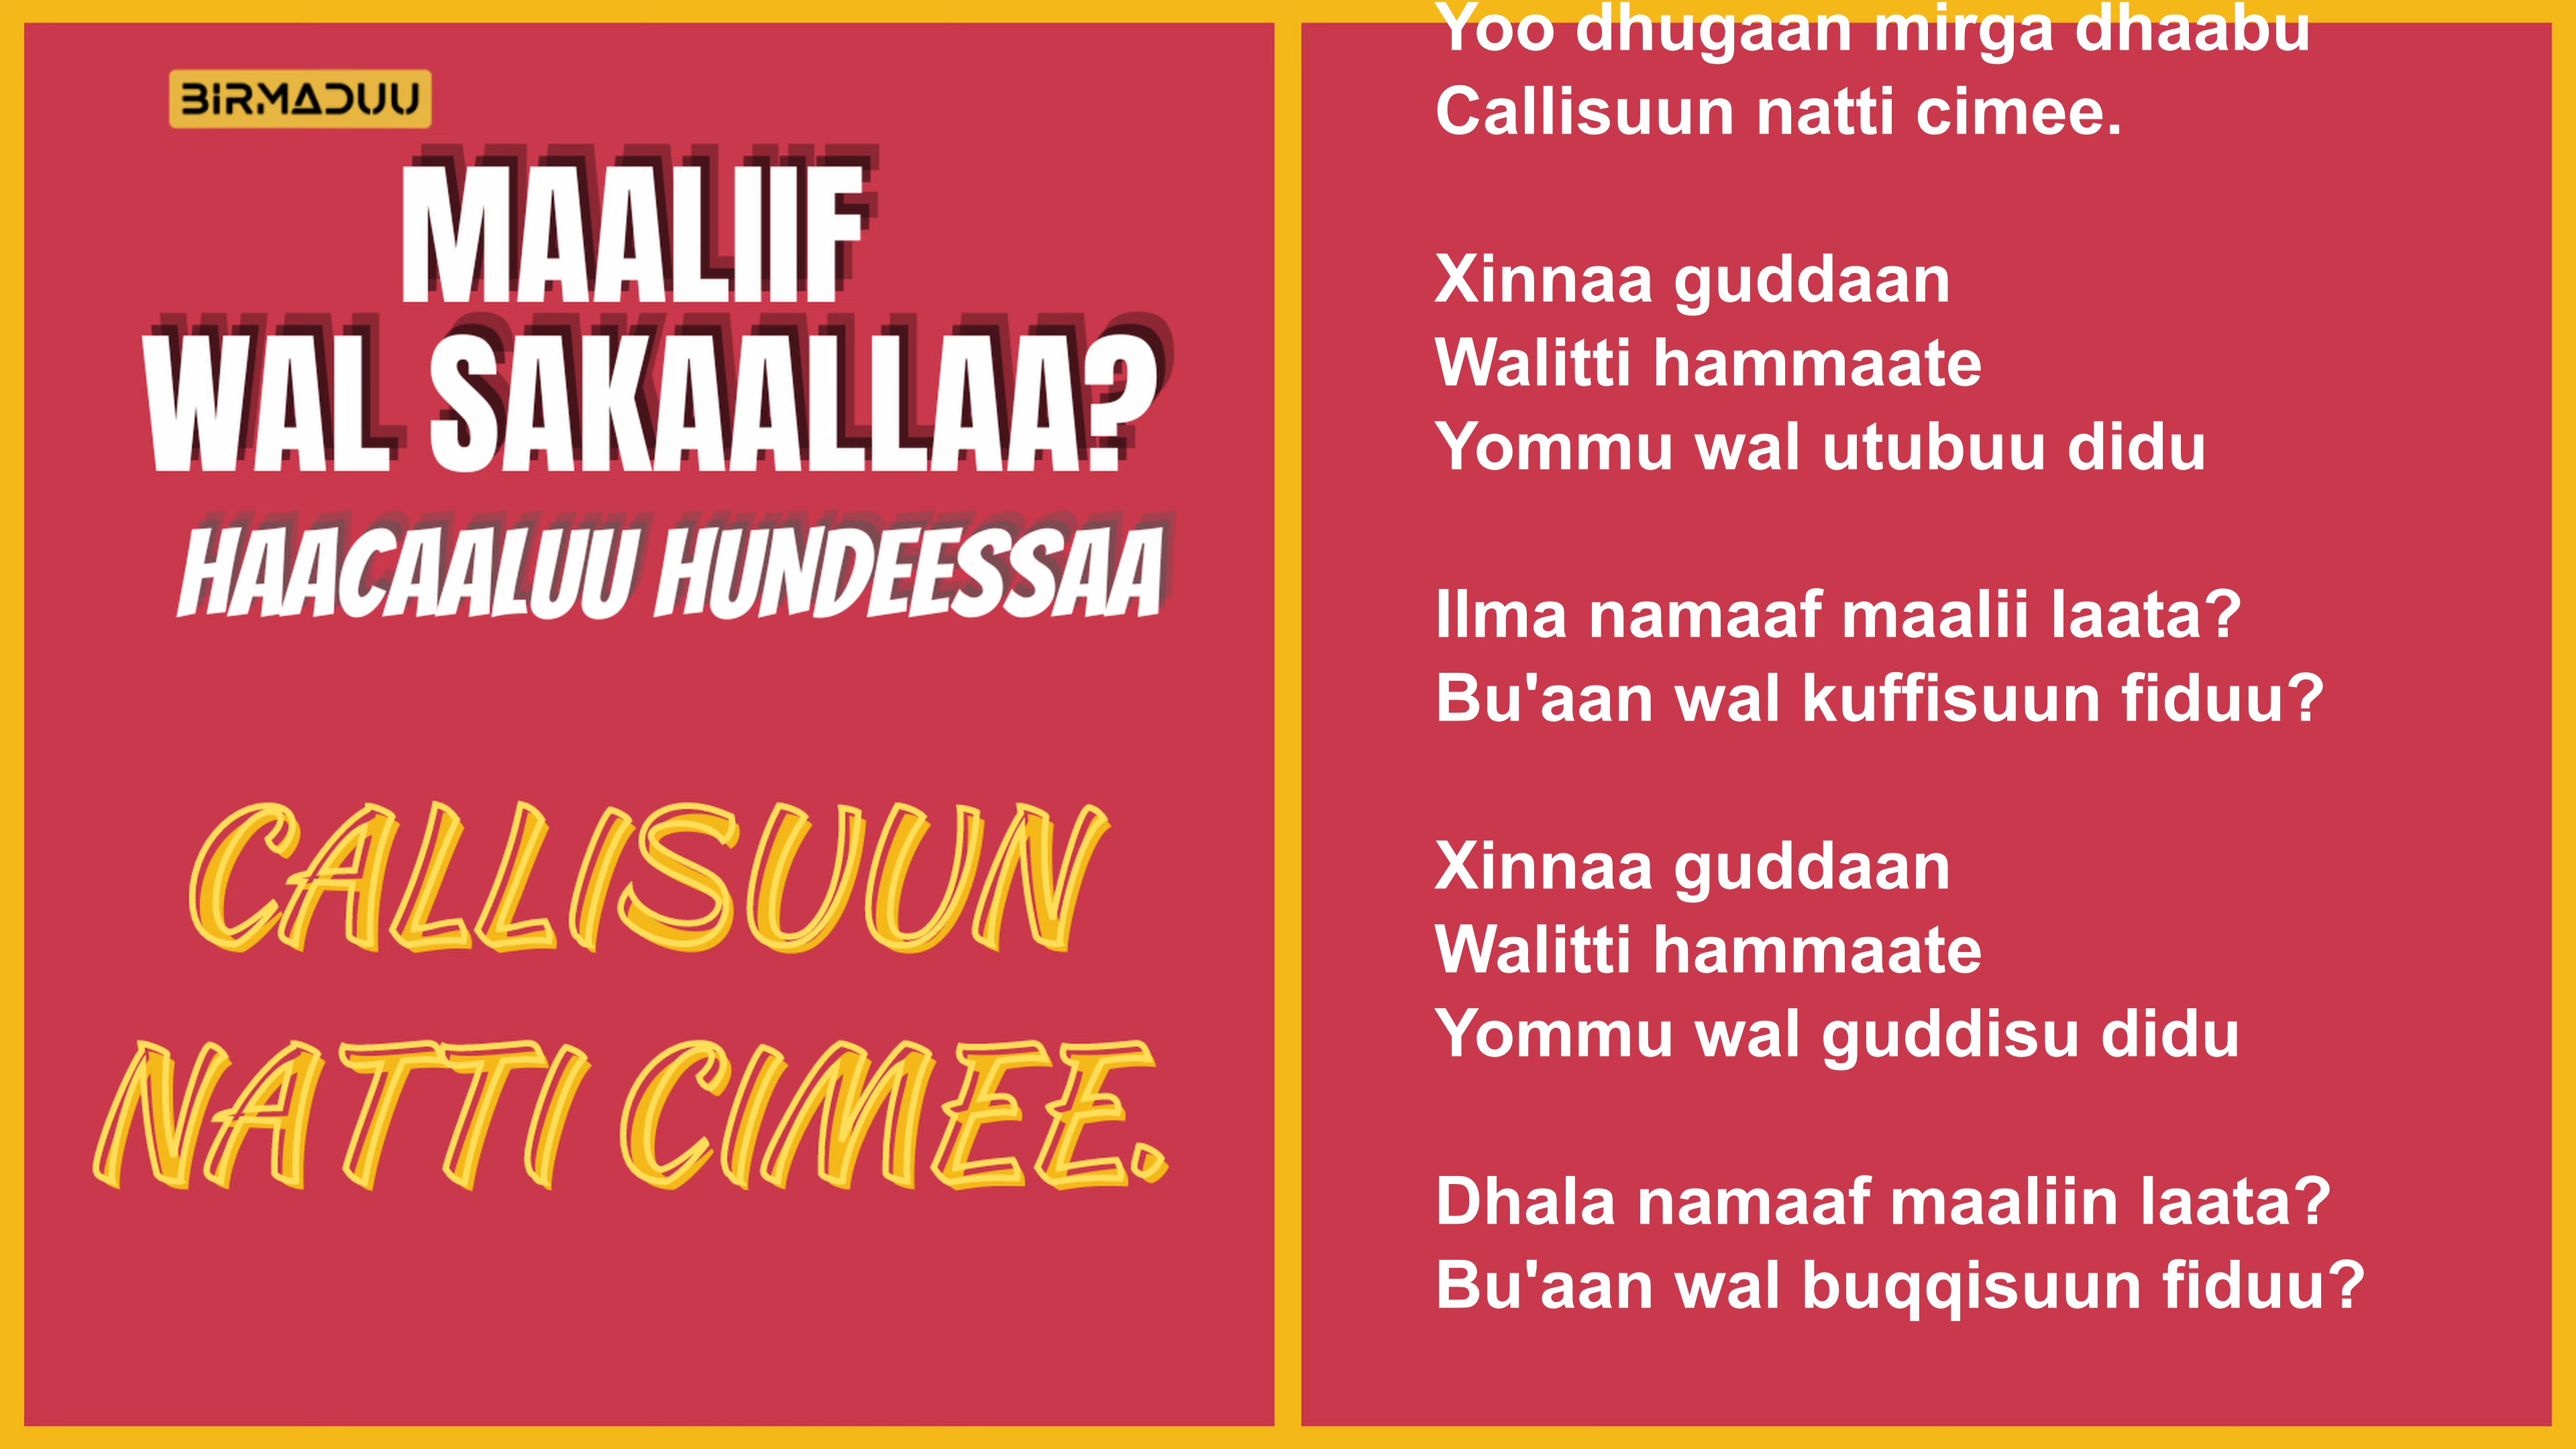 BIRMADUU
MAALIIF
WAL SAKAALLAA?
HAACAALUU HUNDEESSAA
CALLISUUN
NATTI CIMEE.
Yoo dhugaan mirga dhaabu
Callisuun natti cimee.
Xinnaa guddaan
Walitti hammaate
Yommu wal utubuu didu
Ilma namaaf maalii laata?
Bu'aan wal kuffisuun fiduu?
Xinnaa guddaan
Walitti hammaate
Yommu wal guddisu didu
Dhala namaaf maaliin laata?
Bu'aan wal buqqisuun fiduu?